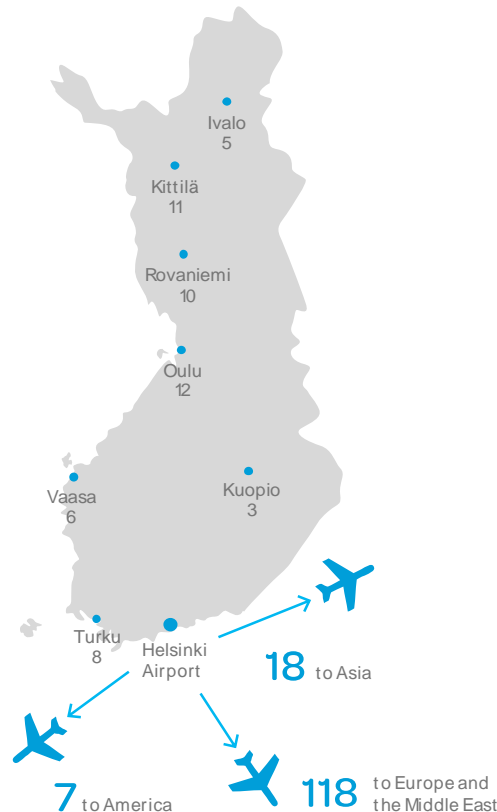 Ivalo
5
Kittilä
11
Rovaniemi
10
Oulu
12
Kuopio
3
Vaasa
6
Turku
8
Helsinki
Airport
18 to Asia
7 to America
118 to Europe and
the Middle East